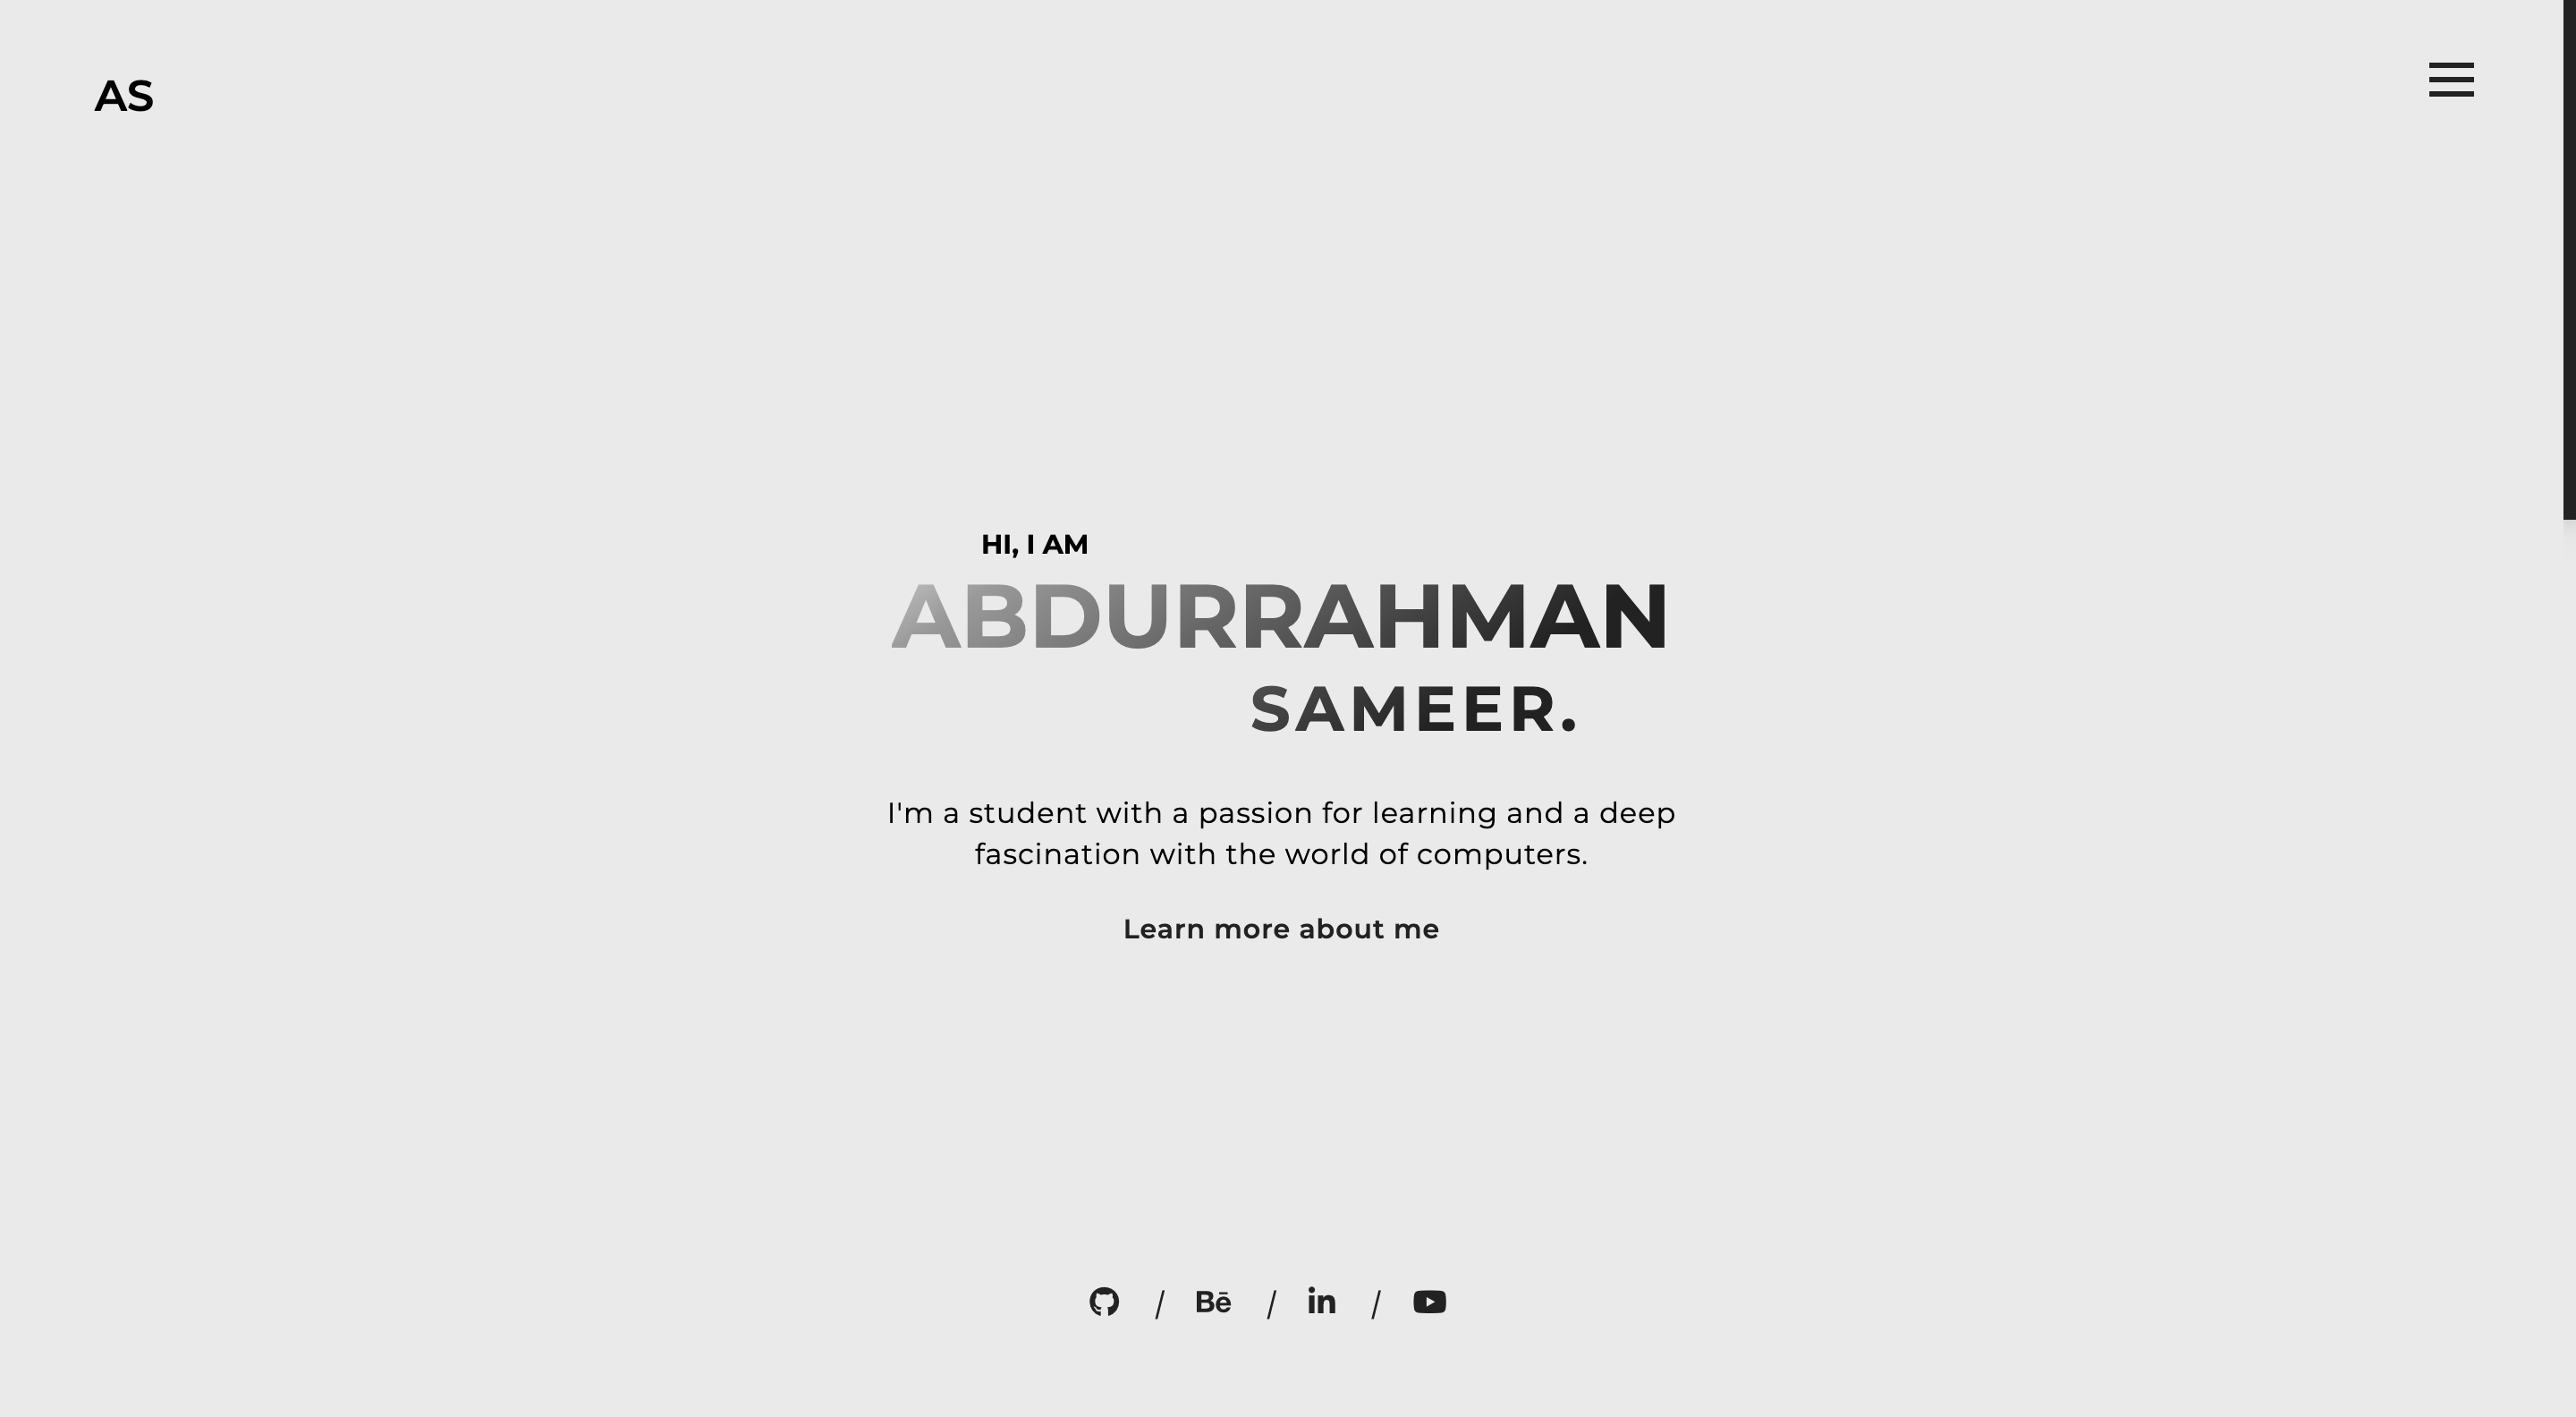 AS
HI, I AM
ABDURRAHMAN
SAMEER.
I'm a student with a passion for learning and a deep
fascination with the world of computers.
Learn more about me
/ Bē / in /